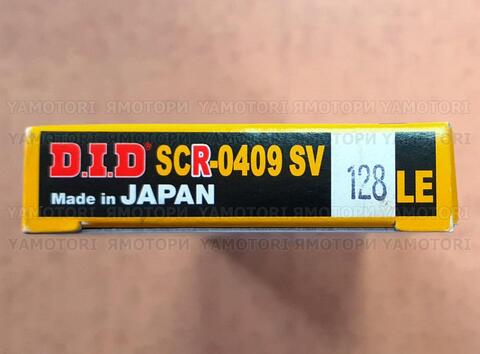 YAMOTORI ЯМОТОРИ YAMOTORI ЯМОТОРИ YAMOTORI
D.I.D® SCR-0409 SV 128 LE
Made in JAPAN
YAMOTORI ЯМОТОРИ YAMOTORI ЯМОТОРИ YAMOTORI